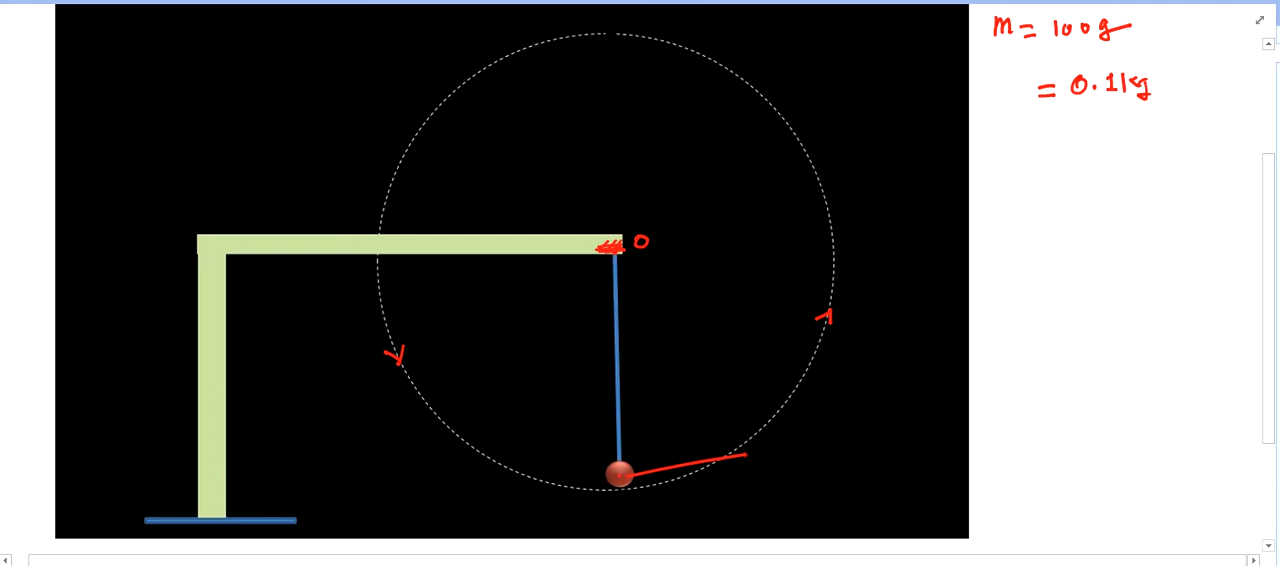 m = 100g
= 0.1kg
O